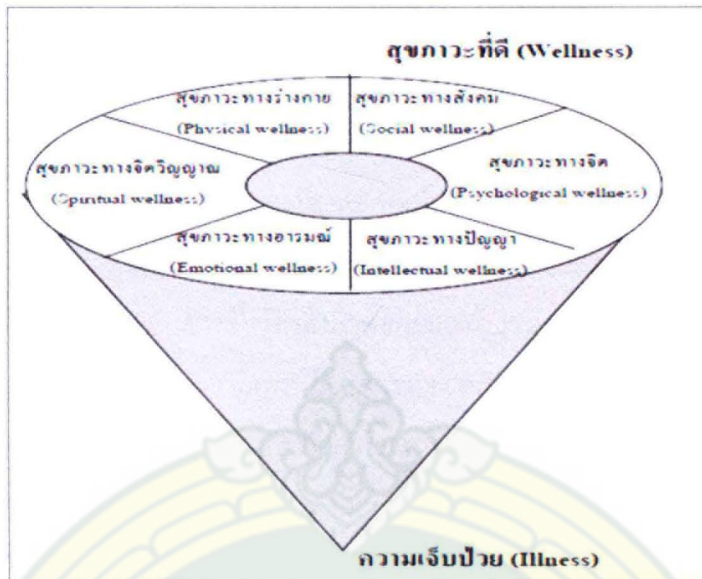 สุขภาวะที่ดี (Wellness)
สุขภาวะทางร่างกาย
(Physical wellness)
สุขภาวะทางสังคม
(Social wellness)
สุขภาวะทางจิตวิญญาณ
(Spiritual wellness)
สุขภาวะทางจิต
(Psychological wellness)
สุขภาวะทางอารมณ์
(Emotional wellness)
สุขภาวะทางปัญญา
(Intellectual wellness)
ความเจ็บป่วย (Illness)